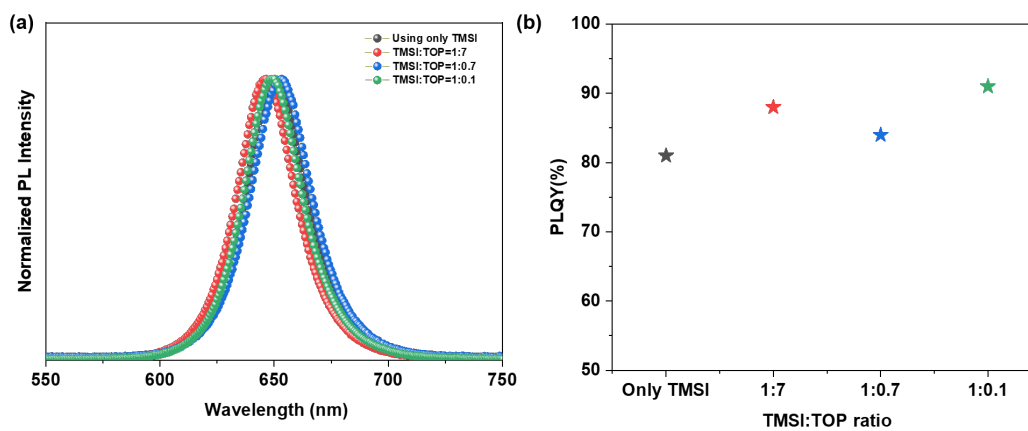 (a)
Normalized PL Intensity
Using only TMSI
TMSI:TOP=1:7
TMSI:TOP=1:0.7
TMSI:TOP=1:0.1
550
600
650
700
750
Wavelength (nm)
(b)
PLQY(%)
100
90
80
70
60
50
Only TMSI
1:7
1:0.7
1:0.1
TMSI:TOP ratio